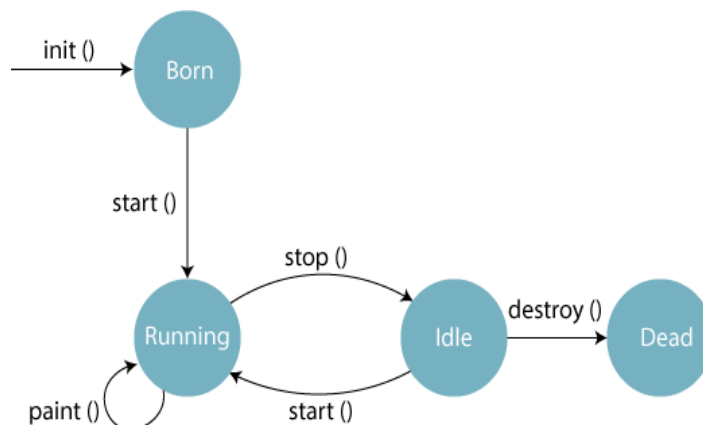 init ()
Born
start ()
stop ()
destroy ()
Running
Idle
Dead
paint ()
start ()